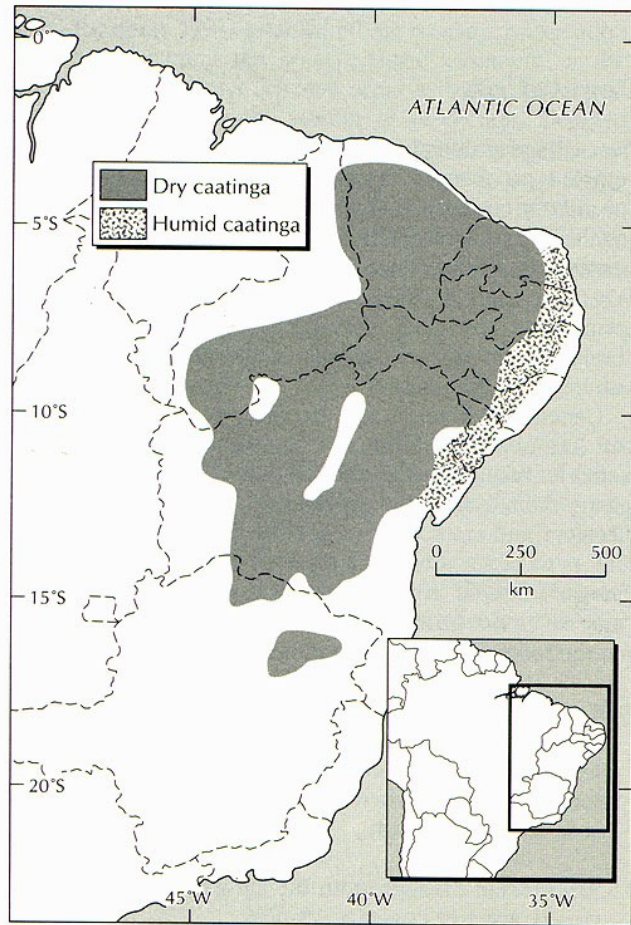 0°
ATLANTIC OCEAN
Dry caatinga
Humid caatinga
5°S
10°S
0 250 500
km
15°S
20°S
45°W 40°W 35°W